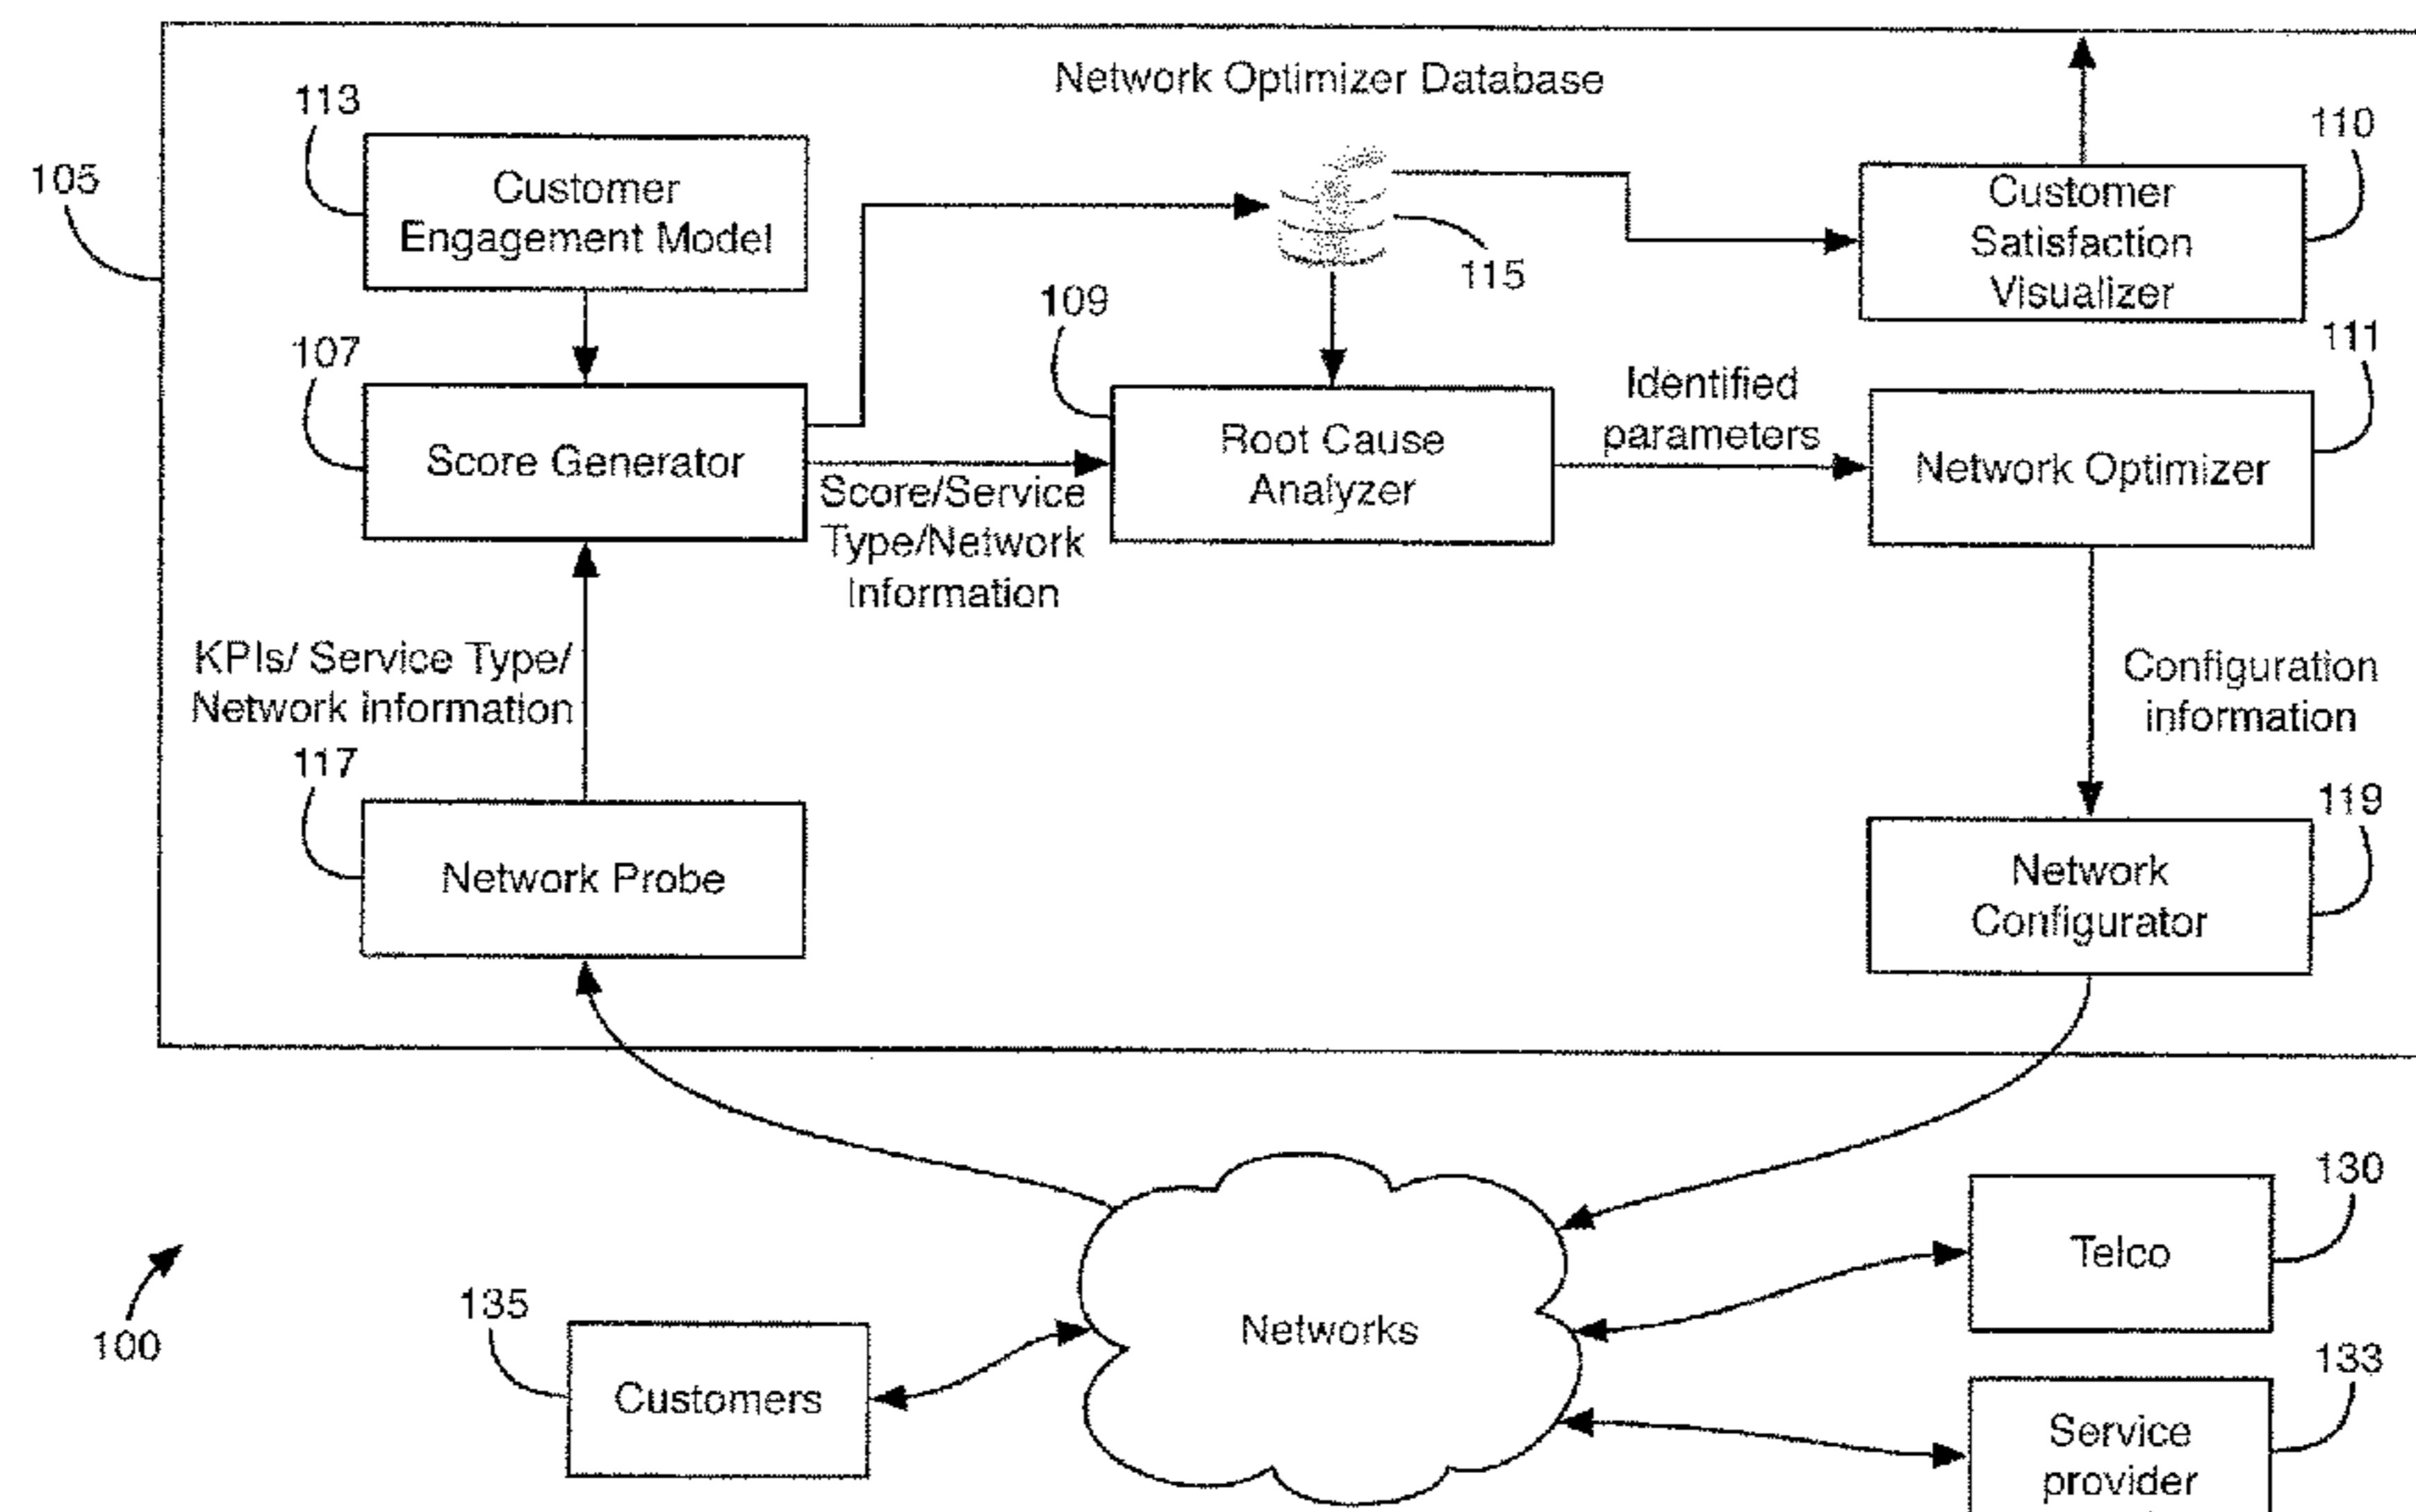 Network Optimizer Database
113
110
105
Customer
Engagement Model
Customer
Satisfaction
Visualizer
115
109
107
111
Identified
parameters
Score Generator
Root Cause
Analyzer
Network Optimizer
Score/Service
Type/Network
Information
KPIs/ Service Type/
Network information
Configuration
information
117
119
Network Probe
Network
Configurator
130
Telco
135
100
Networks
133
Customers
Service
provider